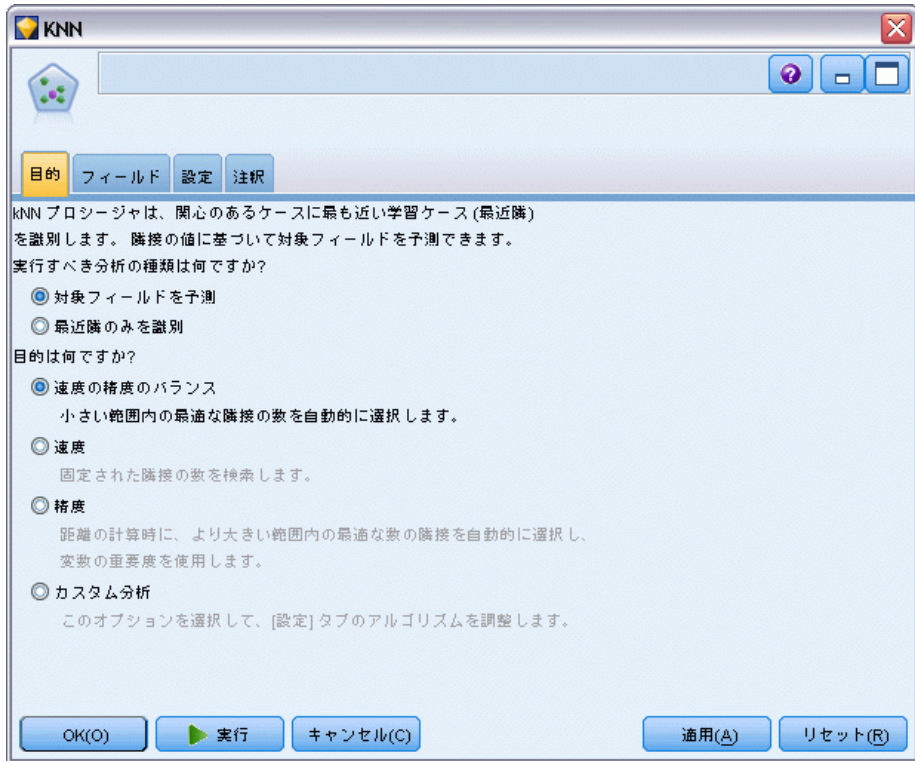 KNN
目的 フィールド 設定 注釈
kNN プロシージャは、関心のあるケースに最も近い学習ケース (最近隣)
を識別します。 隣接の値に基づいて対象フィールドを予測できます。
実行すべき分析の種類は何ですか?
対象フィールドを予測
最近隣のみを識別
目的は何ですか?
速度の精度のバランス
小さい範囲内の最適な隣接の数を自動的に選択します。
速度
固定された隣接の数を検索します。
精度
距離の計算時に、より大きい範囲内の最適な数の隣接を自動的に選択し、
変数の重要度を使用します。
カスタム分析
このオプションを選択して、[設定] タブのアルゴリズムを調整します。
OK(O) 実行 キャンセル(C) 適用(A) リセット(R)